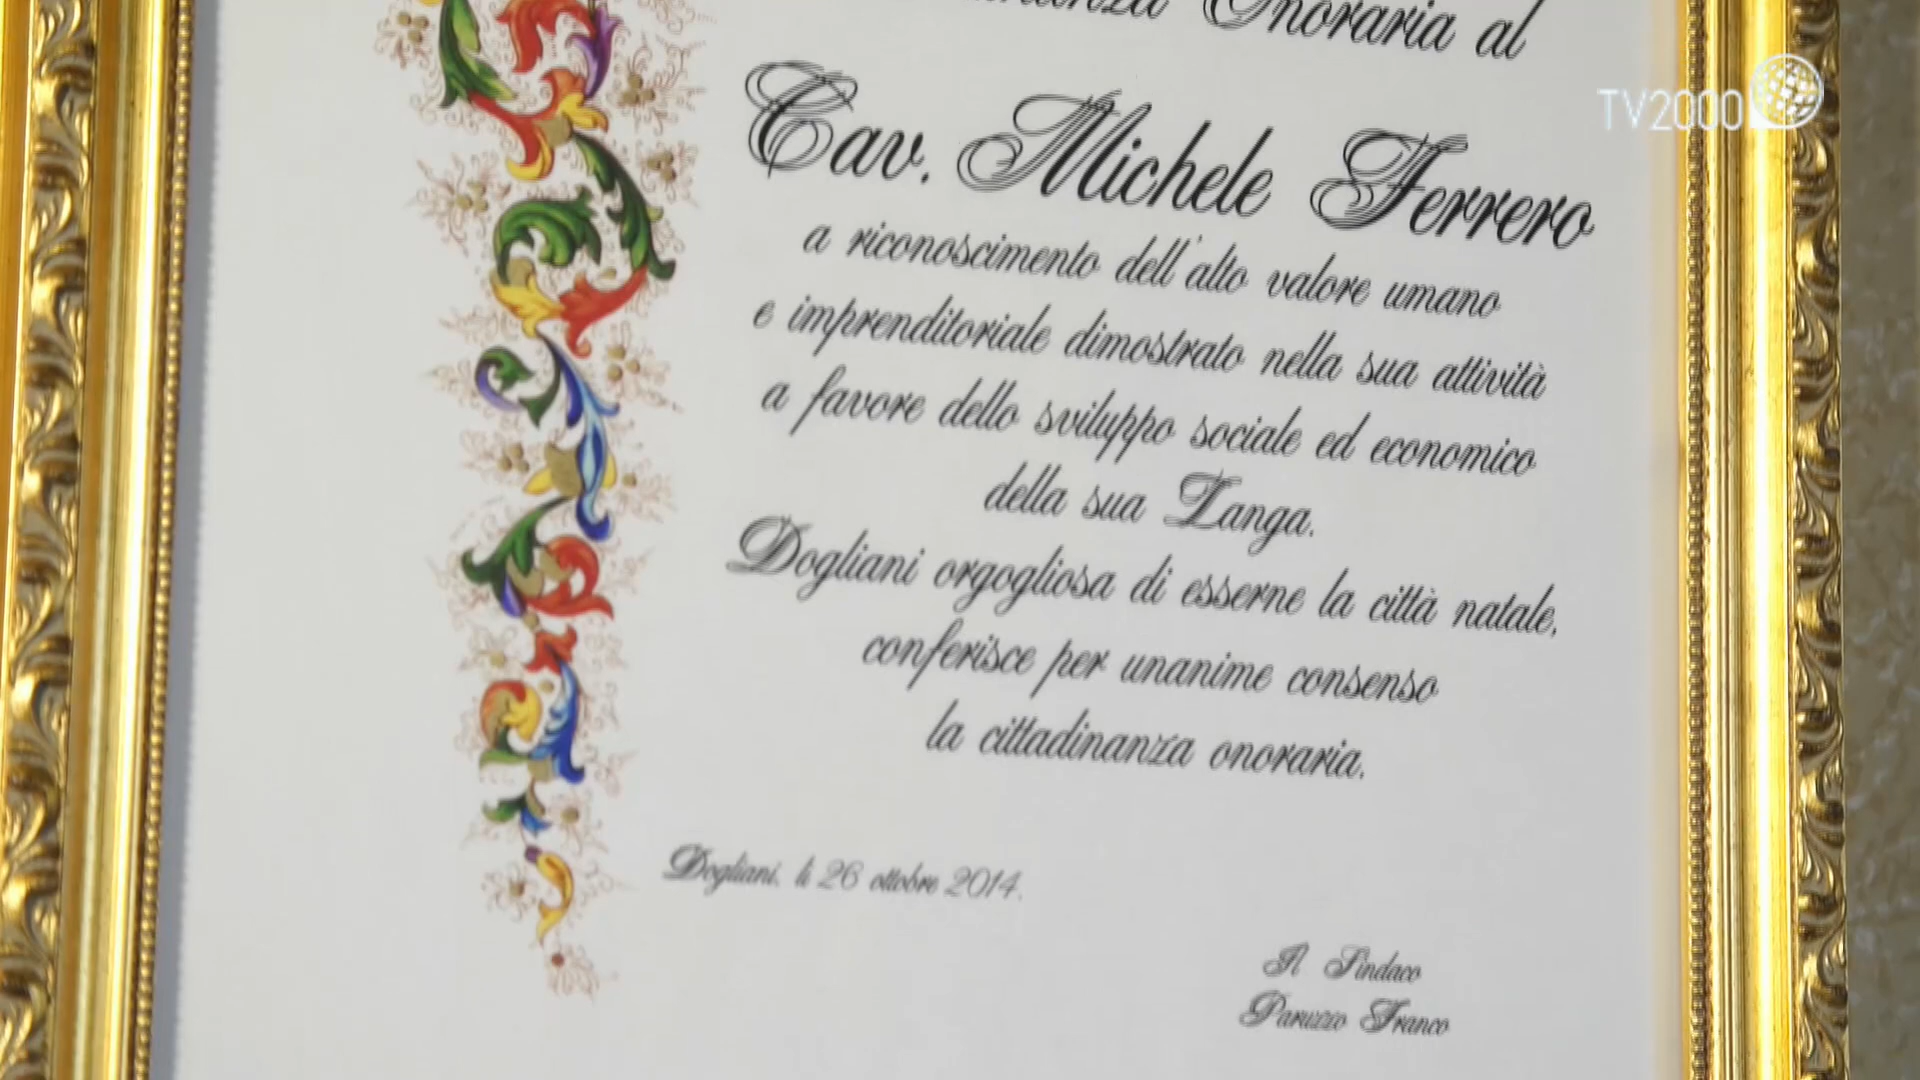 Onoraria al
TV2000
Cav. Michele Ferrero
a riconoscimento dell'alto valore umano
e imprenditoriale dimostrato nella sua attività
a favore dello sviluppo sociale ed economico
della sua Langa.
Dogliani orgogliosa di esserne la città natale,
conferisce per unanime consenso
la cittadinanza onoraria.
Dogliani, li 26 ottobre 2014.
Il Sindaco
Paruzzo Franco